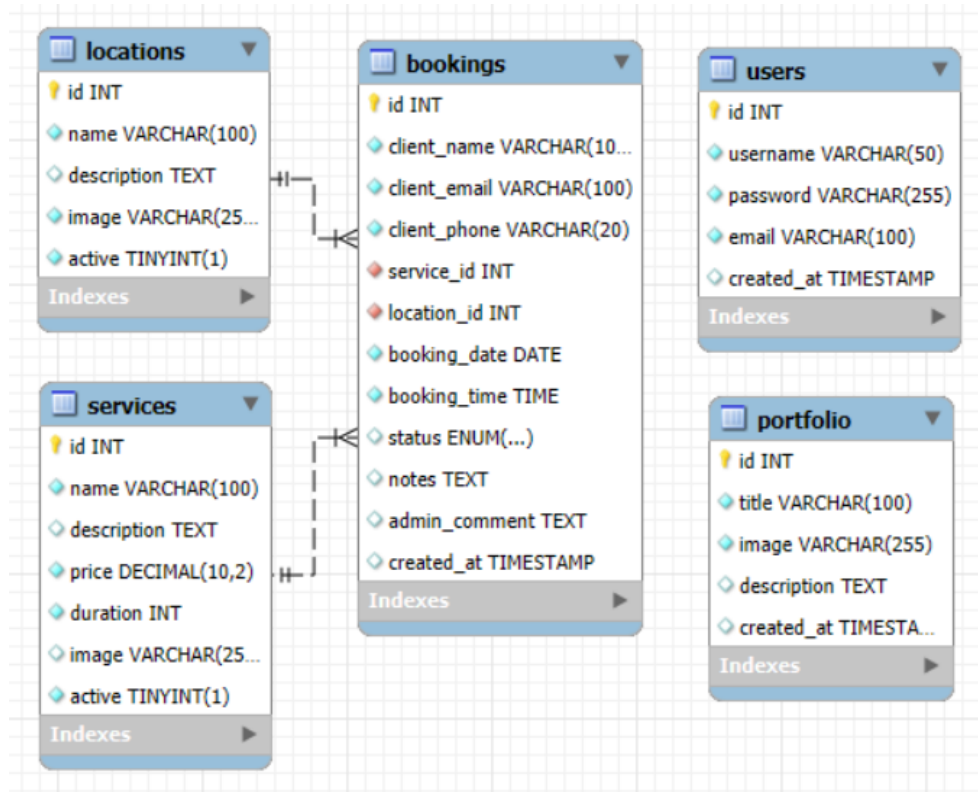 locations
id INT
name VARCHAR(100)
description TEXT
image VARCHAR(25...
active TINYINT(1)
Indexes
services
id INT
name VARCHAR(100)
description TEXT
price DECIMAL(10,2)
duration INT
image VARCHAR(25...
active TINYINT(1)
Indexes
bookings
id INT
client_name VARCHAR(10...
client_email VARCHAR(100)
client_phone VARCHAR(20)
service_id INT
location_id INT
booking_date DATE
booking_time TIME
status ENUM(...)
notes TEXT
admin_comment TEXT
created_at TIMESTAMP
Indexes
users
id INT
username VARCHAR(50)
password VARCHAR(255)
email VARCHAR(100)
created_at TIMESTAMP
Indexes
portfolio
id INT
title VARCHAR(100)
image VARCHAR(255)
description TEXT
created_at TIMESTA...
Indexes